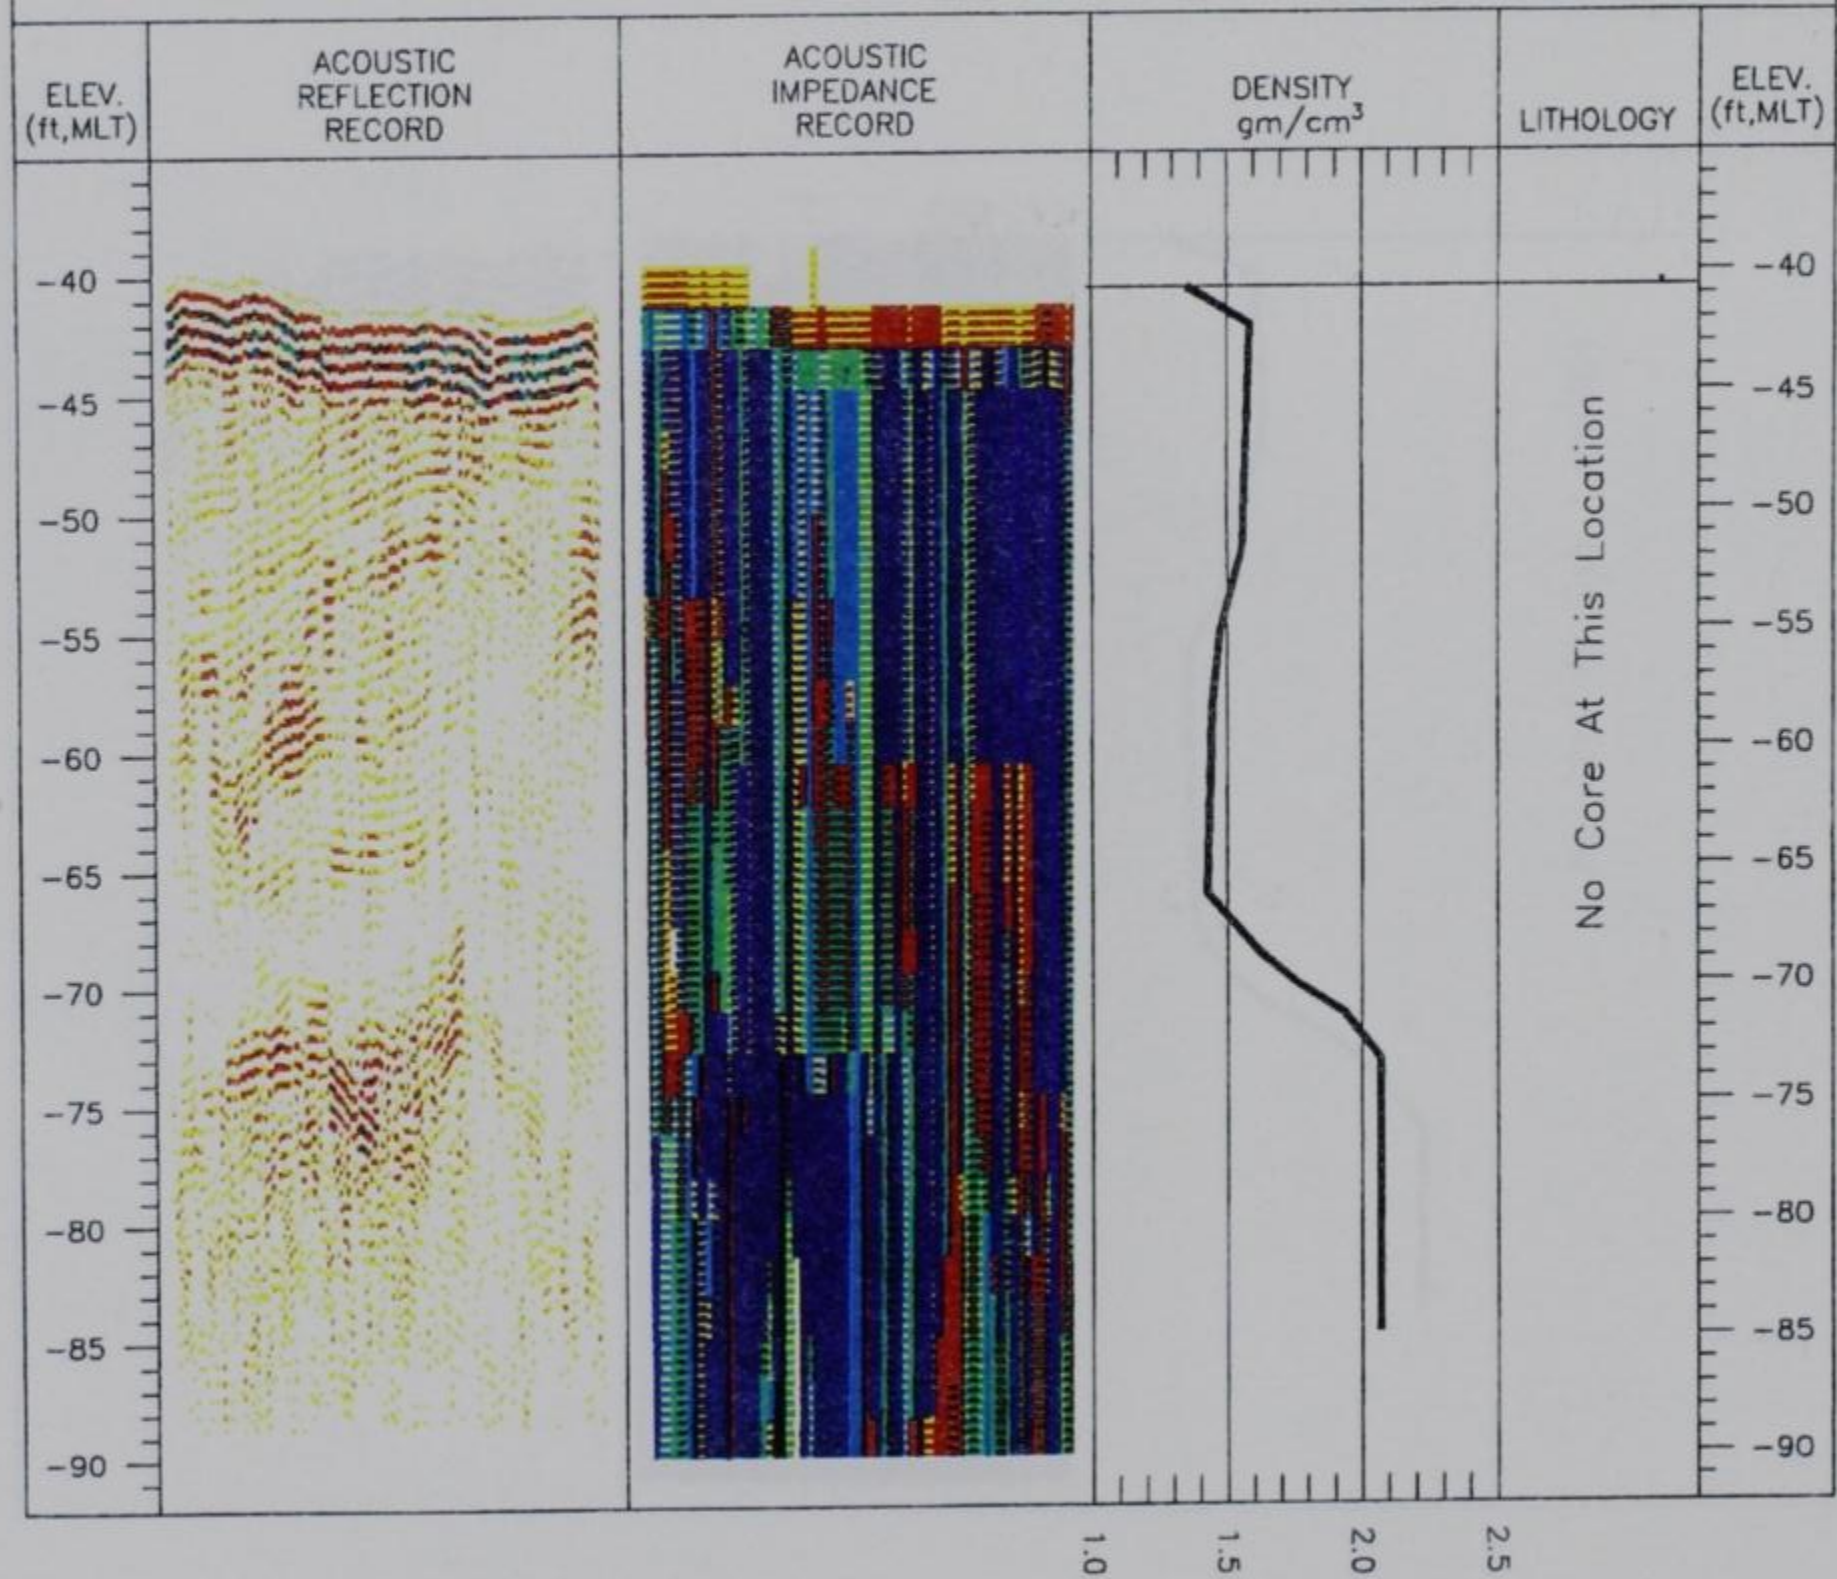 ELEV.
(ft,MLT)
ACOUSTIC
REFLECTION
RECORD
ACOUSTIC
IMPEDANCE
RECORD
DENSITY
gm/cm³
LITHOLOGY
ELEV.
(ft,MLT)
-40
-45
-50
-55
-60
-65
-70
-75
-80
-85
-90
No Core At This Location
-40
-45
-50
-55
-60
-65
-70
-75
-80
-85
-90
1.0
1.5
2.0
2.5